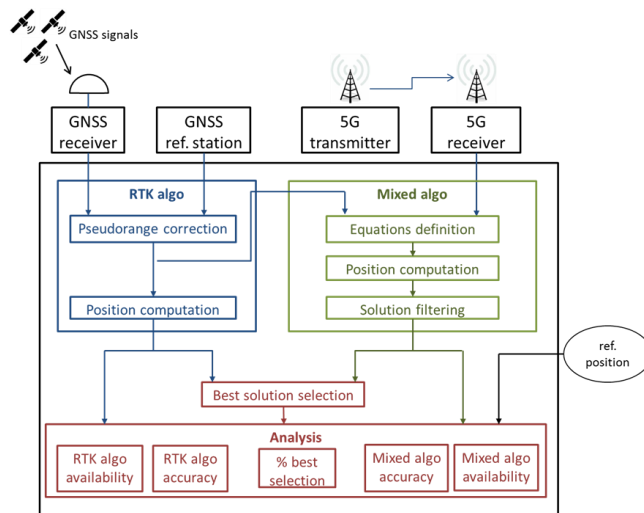 GNSS signals
GNSS
receiver
GNSS
ref. station
5G
transmitter
5G
receiver
RTK algo
Mixed algo
Pseudorange correction
Equations definition
Position computation
Position computation
Solution filtering
ref.
position
Best solution selection
Analysis
RTK algo
availability
RTK algo
accuracy
% best
selection
Mixed algo
accuracy
Mixed algo
availability